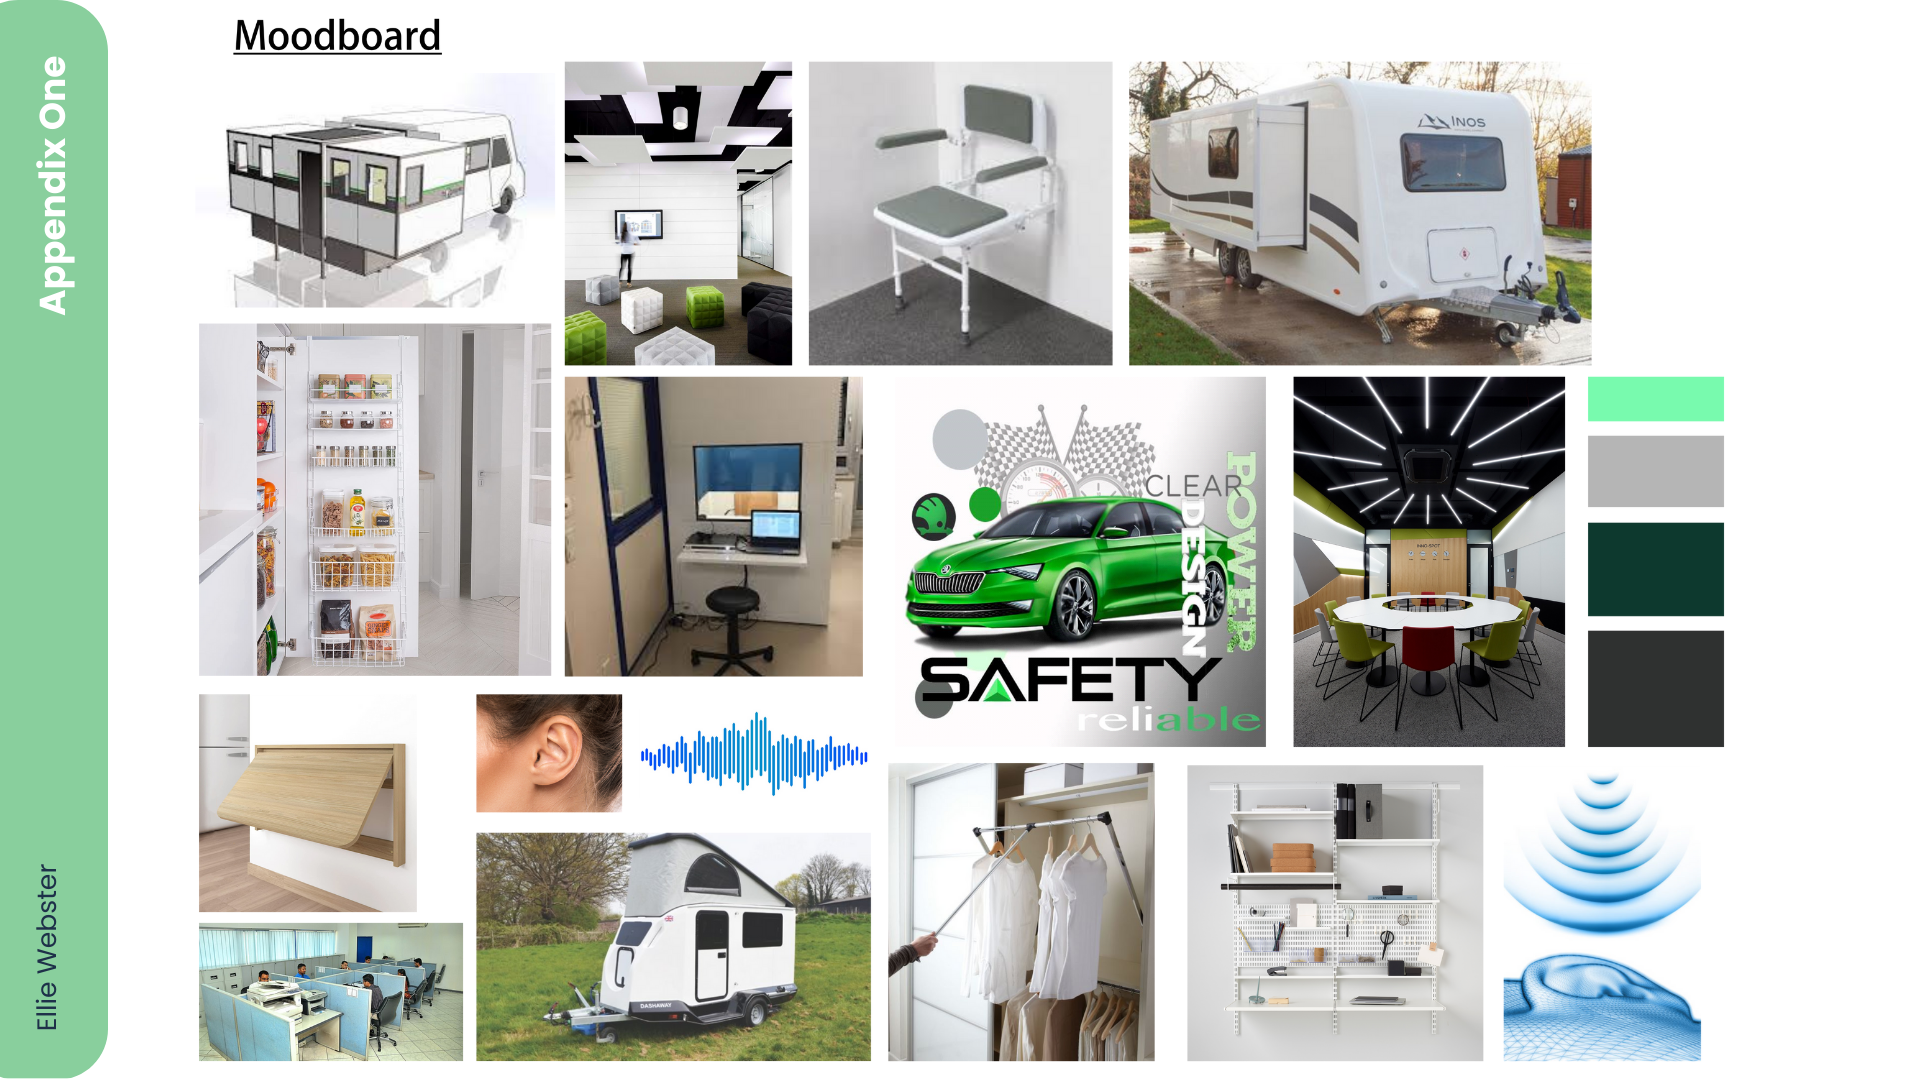 Appendix One
Ellie Webster
Moodboard
INOS
CLEAR
DESIGN
POWER
SAFETY
reliable
DASHAWAY